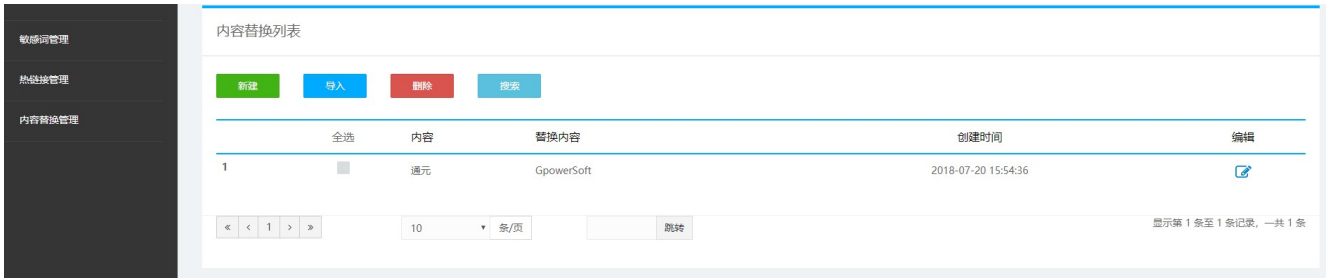 敏感词管理
热链接管理
内容替换管理
内容替换列表
新建 导入 删除 搜索
全选 内容 替换内容 创建时间 编辑
1 通元 GpowerSoft 2018-07-20 15:54:36
« < 1 > » 10 条/页 跳转 显示第 1 条至 1 条记录，一共 1 条